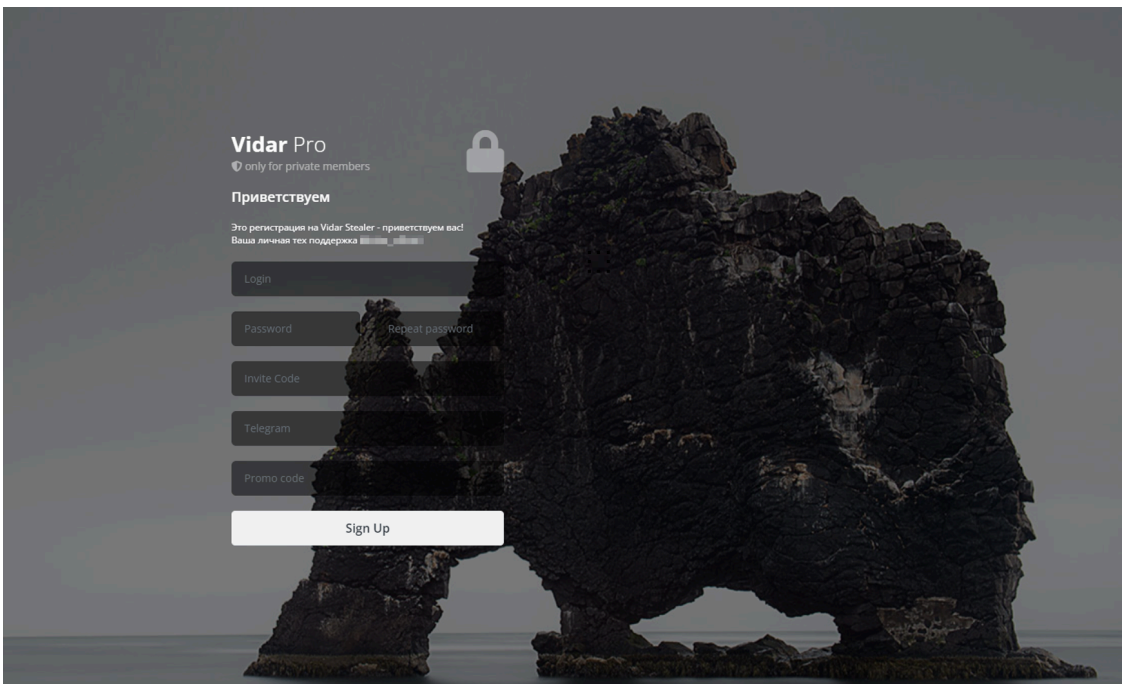 Vidar Pro
only for private members
Приветствуем
Это регистрация на Vidar Stealer - приветствуем вас!
Ваша личная тех поддержка
Login
Password Repeat password
Invite Code
Telegram
Promo code
Sign Up